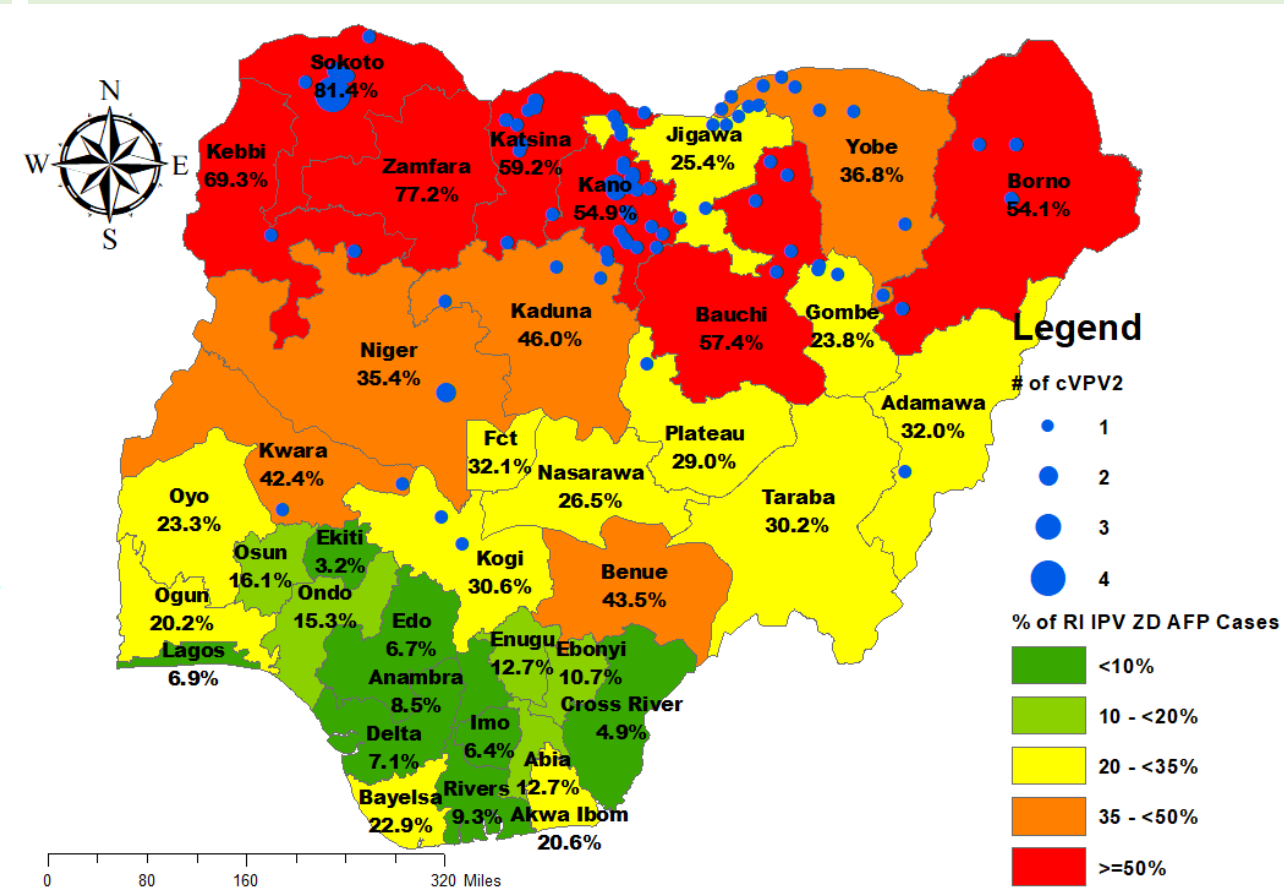 N
W
E
S
Sokoto
81.4%
Kebbi
69.3%
Zamfara
77.2%
Katsina
59.2%
Kano
54.9%
Jigawa
25.4%
Yobe
36.8%
Borno
54.1%
Kaduna
46.0%
Bauchi
57.4%
Gombe
23.8%
Niger
35.4%
Adamawa
32.0%
Plateau
29.0%
Fct
32.1%
Nasarawa
26.5%
Taraba
30.2%
Kwara
42.4%
Oyo
23.3%
Kogi
30.6%
Benue
43.5%
Ekiti
3.2%
Osun
16.1%
Ondo
15.3%
Ogun
20.2%
Lagos
6.9%
Edo
6.7%
Enugu
12.7%
Ebonyi
10.7%
Anambra
8.5%
Cross River
4.9%
Delta
7.1%
Imo
6.4%
Abia
12.7%
Bayelsa
22.9%
Rivers
9.3%
Akwa Ibom
20.6%
Legend
# of cVPV2
1
2
3
4
% of RI IPV ZD AFP Cases
<10%
10 - <20%
20 - <35%
35 - <50%
>=50%
0 80 160 320 Miles